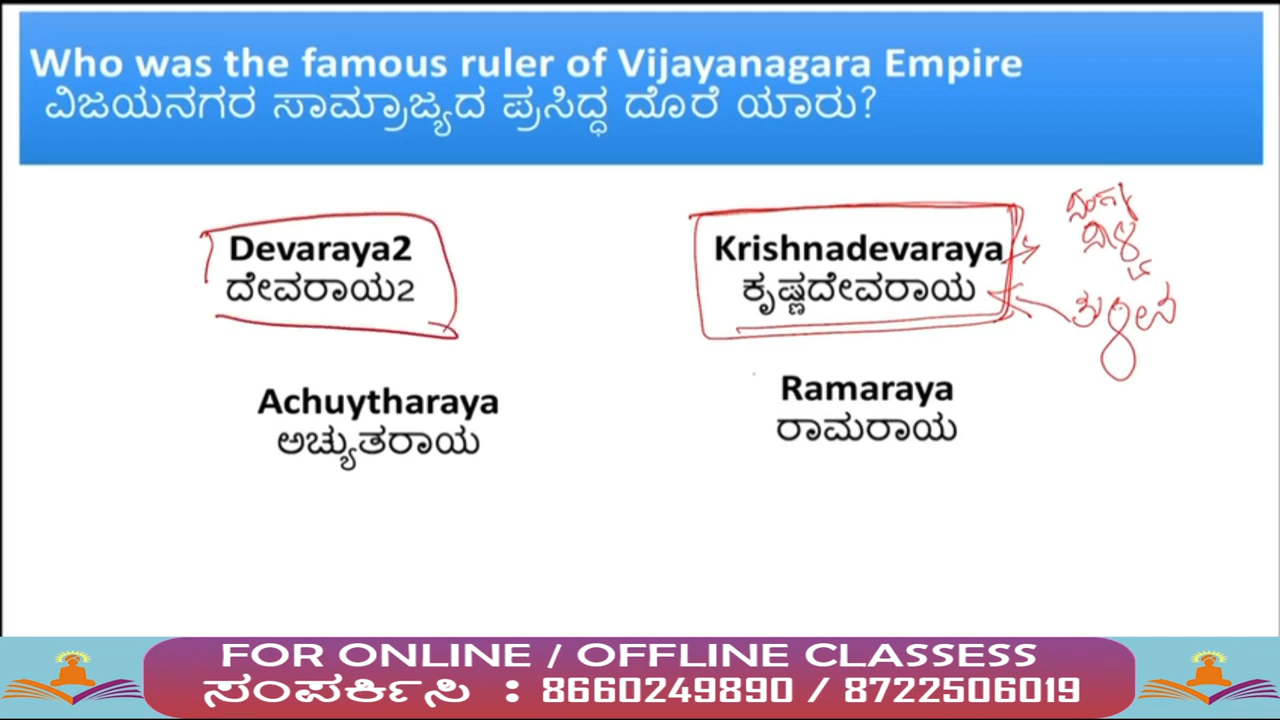 Who was the famous ruler of Vijayanagara Empire
ವಿಜಯನಗರ ಸಾಮ್ರಾಜ್ಯದ ಪ್ರಸಿದ್ಧ ದೊರೆ ಯಾರು?
Devaraya2
ದೇವರಾಯ2
Krishnadevaraya
ಕೃಷ್ಣದೇವರಾಯ
Achuytharaya
ಅಚ್ಯುತರಾಯ
Ramaraya
ರಾಮರಾಯ
FOR ONLINE / OFFLINE CLASSESS
ಸಂಪರ್ಕಿಸಿ : 8660249890 / 8722506019